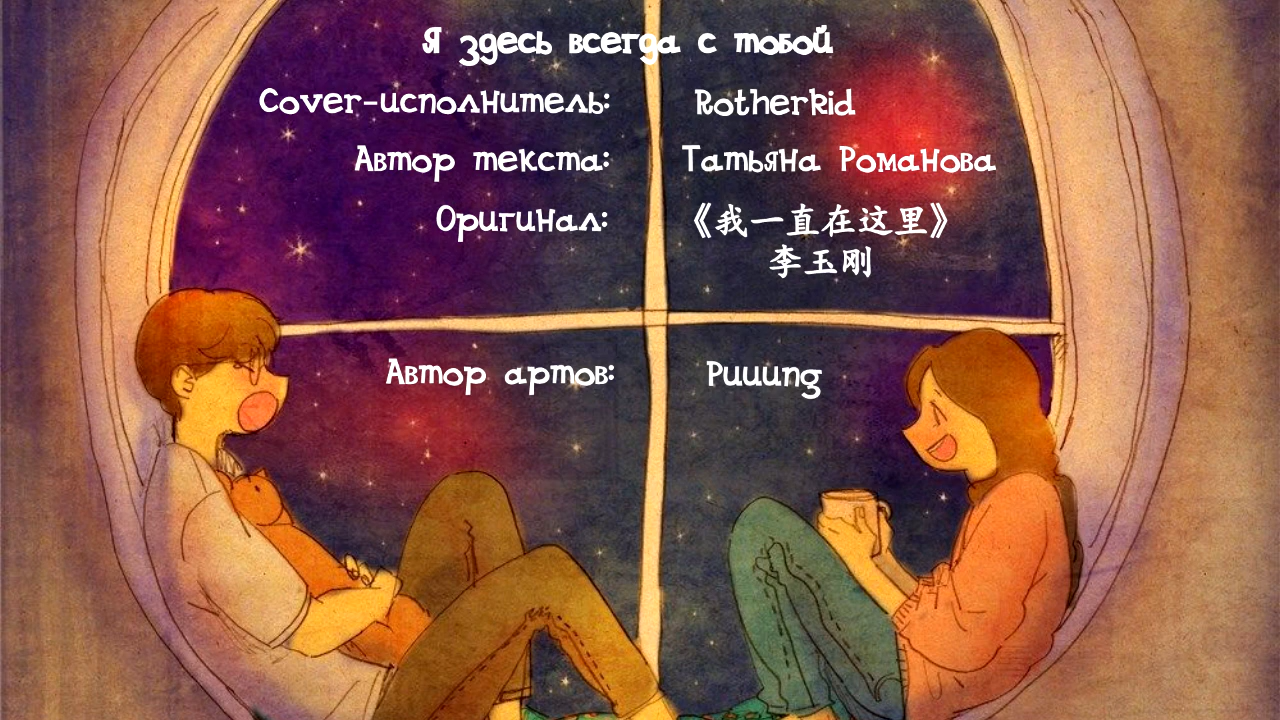 Я здесь всегда с тобой
Cover-исполнитель: Rotherkid
Автор текста: Татьяна Романова
Оригинал: 《我一直在这里》
李玉刚
Автор артов: Puuung